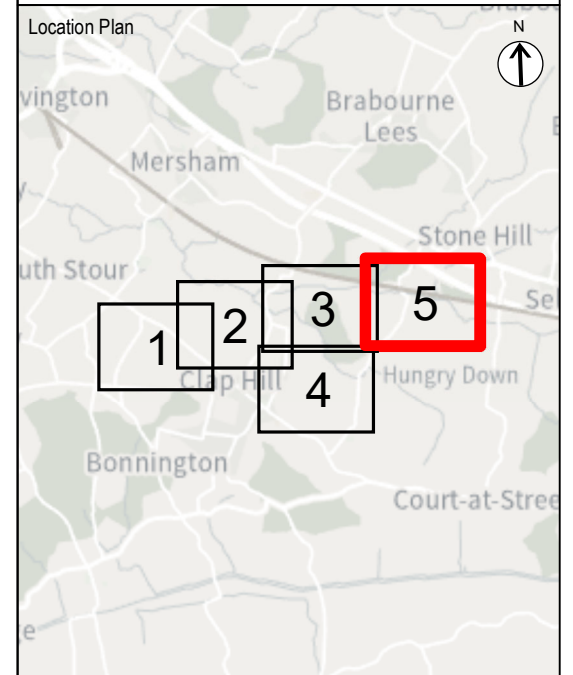 Location Plan
N
vington
Brabourne
Lees
Mersham
Stone Hill
uth Stour
Sel
1
2
3
5
4
Clap Hill
Hungry Down
Bonnington
Court-at-Stree
e